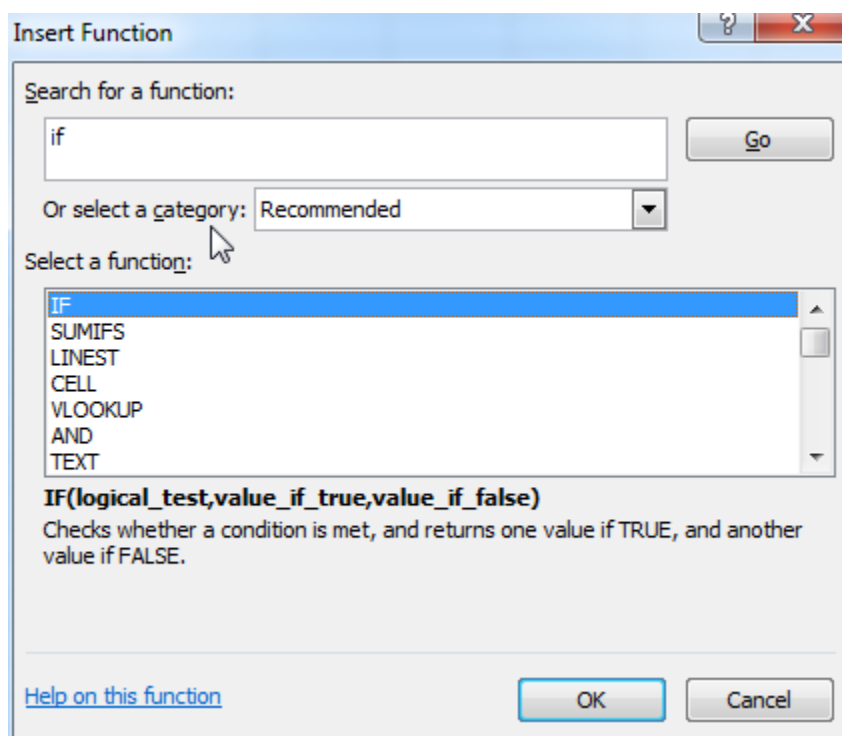 Insert Function
?
X
Search for a function:
if
Go
Or select a category: Recommended
Select a function:
IF
SUMIFS
LINEST
CELL
VLOOKUP
AND
TEXT
IF(logical_test,value_if_true,value_if_false)
Checks whether a condition is met, and returns one value if TRUE, and another
value if FALSE.
Help on this function
OK
Cancel